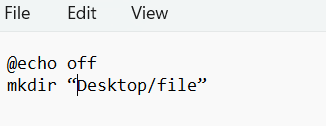 File Edit View
@echo off
mkdir “Desktop/file”